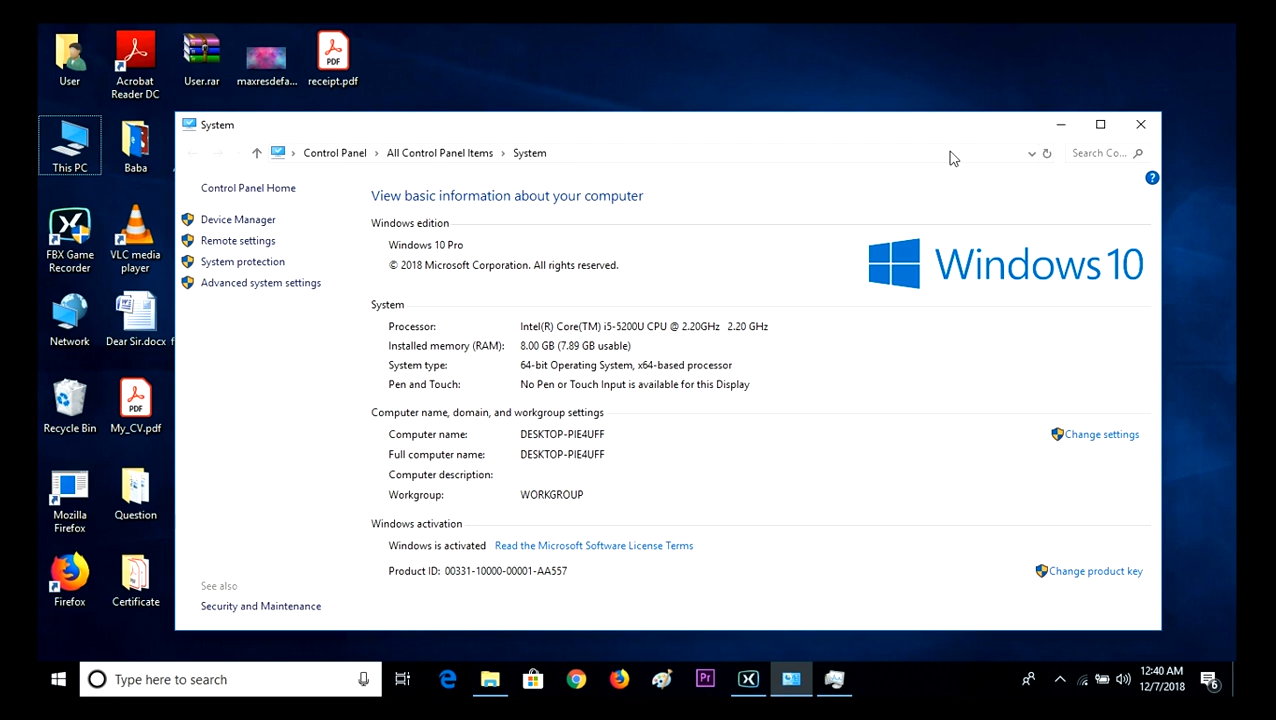 User
Acrobat
Reader DC
User.rar
maxresdefa...
receipt.pdf
This PC
Baba
FBX Game
Recorder
VLC media
player
Network
Dear Sir.docx
f
Recycle Bin
My_CV.pdf
Mozilla
Firefox
Question
Firefox
Certificate
System
Control Panel › All Control Panel Items › System
Search Co...
Control Panel Home
Device Manager
Remote settings
System protection
Advanced system settings
See also
Security and Maintenance
View basic information about your computer
Windows edition
Windows 10 Pro
© 2018 Microsoft Corporation. All rights reserved.
Windows 10
System
Processor: Intel(R) Core(TM) i5-5200U CPU @ 2.20GHz 2.20 GHz
Installed memory (RAM): 8.00 GB (7.89 GB usable)
System type: 64-bit Operating System, x64-based processor
Pen and Touch: No Pen or Touch Input is available for this Display
Computer name, domain, and workgroup settings
Computer name: DESKTOP-PIE4UFF
Change settings
Full computer name: DESKTOP-PIE4UFF
Computer description:
Workgroup: WORKGROUP
Windows activation
Windows is activated Read the Microsoft Software License Terms
Product ID: 00331-10000-00001-AA557
Change product key
Type here to search
Pr
12:40 AM
12/7/2018
6